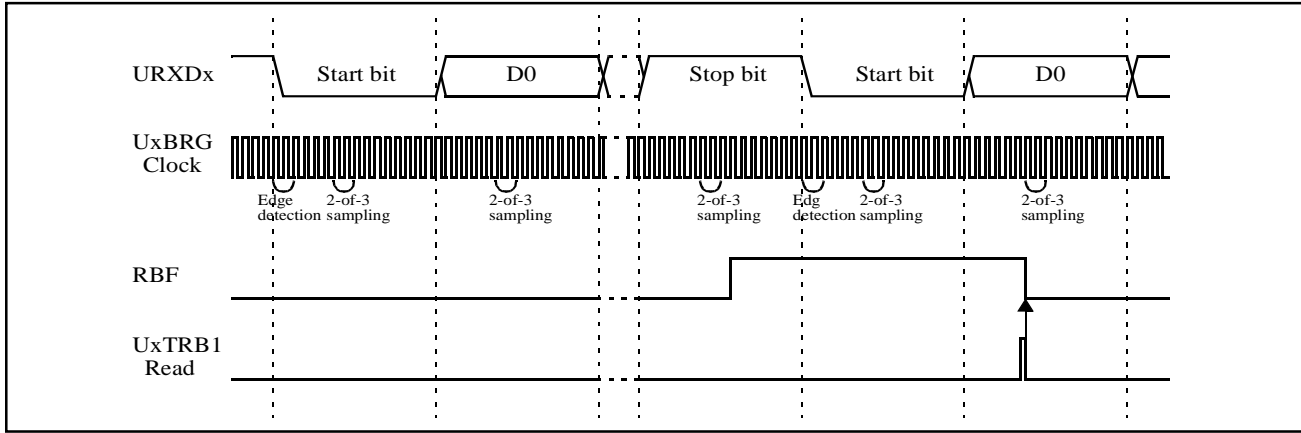 URXDx
Start bit
D0
Stop bit
Start bit
D0
UxBRG
Clock
Edge
detection
2-of-3
sampling
2-of-3
sampling
2-of-3
sampling
Edg
detection
2-of-3
sampling
2-of-3
sampling
RBF
UxTRB1
Read